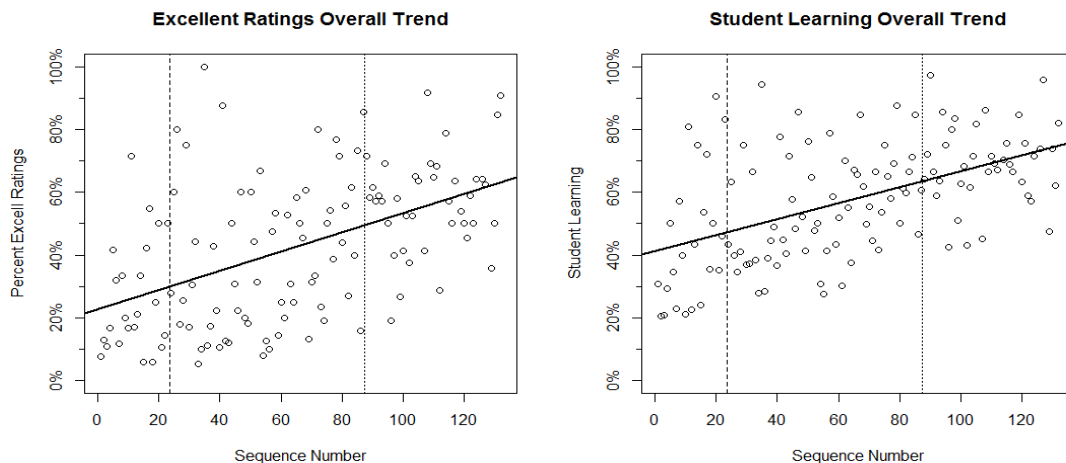 Excellent Ratings Overall Trend
Percent Excell Ratings
100%
80%
60%
40%
20%
0%
0 20 40 60 80 100 120
Sequence Number
Student Learning Overall Trend
Student Learning
100%
80%
60%
40%
20%
0%
0 20 40 60 80 100 120
Sequence Number